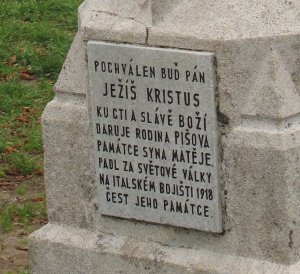 POCHVÁLEN BUĎ PÁN
JEŽÍŠ KRISTUS
KU CTI A SLÁVĚ BOŽÍ
DARUJE RODINA PÍŠOVA
PAMÁTCE SYNA MATĚJE.
PADL ZA SVĚTOVÉ VÁLKY
NA ITALSKÉM BOJIŠTI 1918
ČEST JEHO PAMÁTCE.